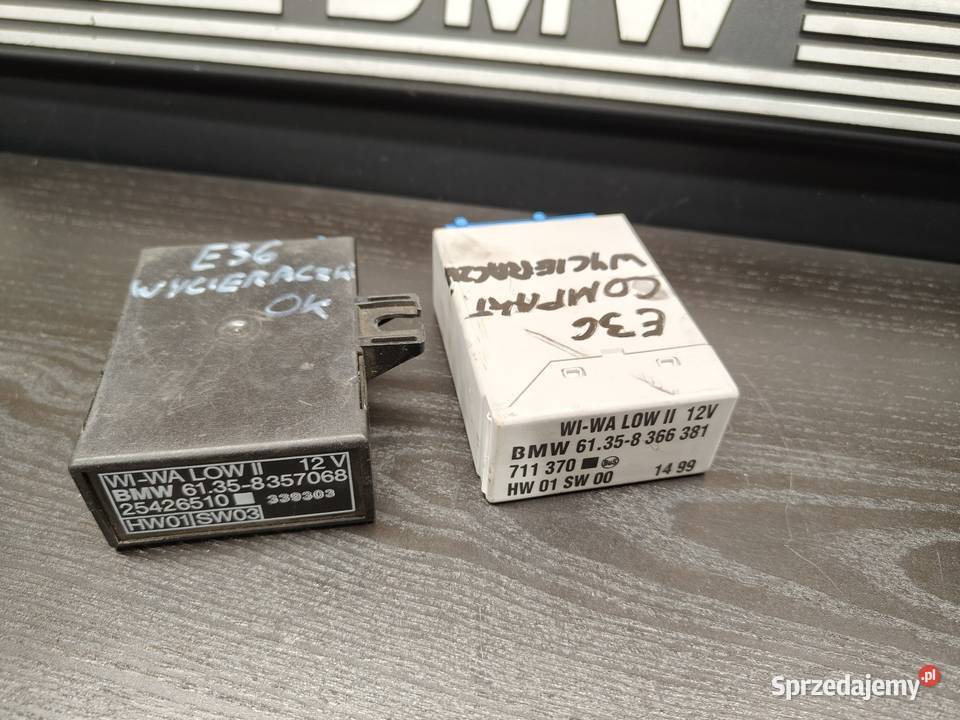 BMW
E36
WYCIERACZKA
OK
WI-WA LOW II 12 V
BMW 61.35-8357068
25426510 339303
HW01 SW03
E36
COMPAKT
WYCIERACZKI
WI-WA LOW II 12V
BMW 61.35-8 366 381
711 370
HW 01 SW 00 14 99
Sprzedajemy.pl